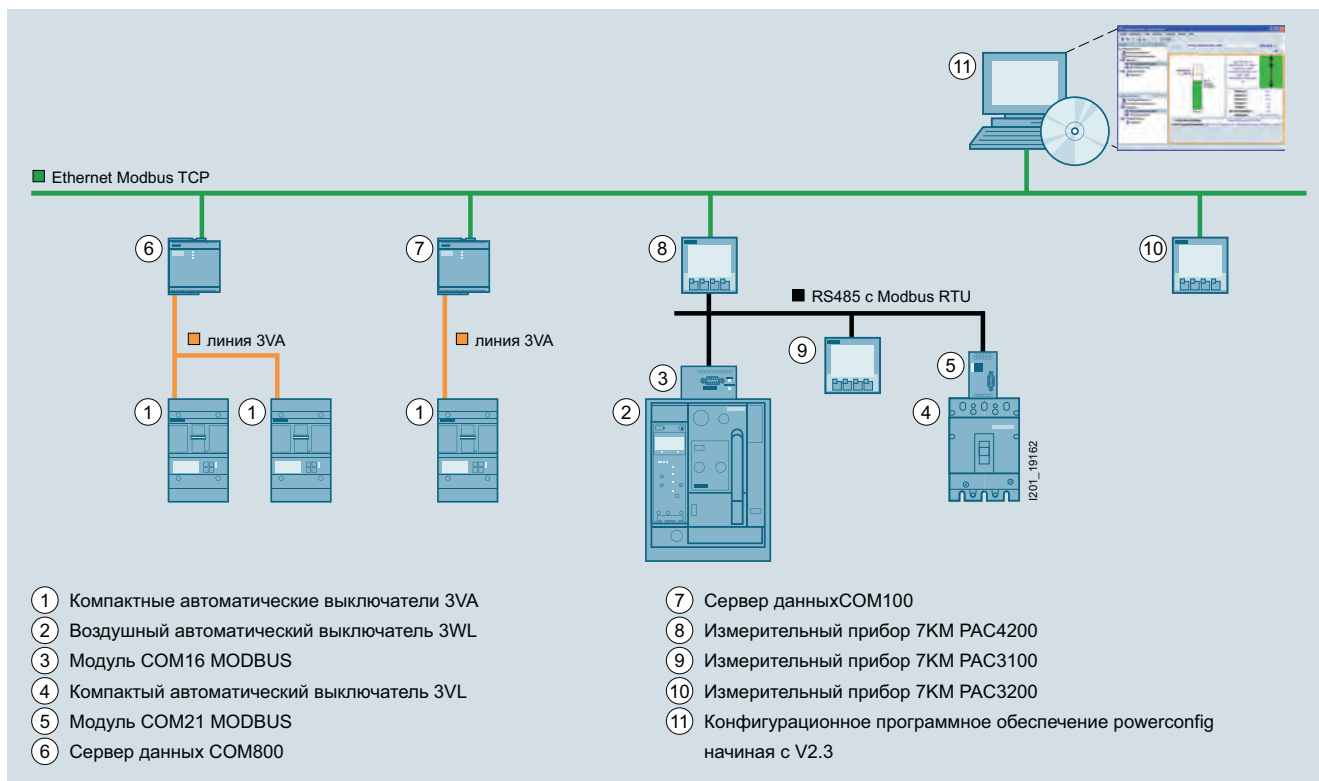 11
Ethernet Modbus TCP
6
7
8
10
RS485 с Modbus RTU
линия 3VA
линия 3VA
9
3
5
1
1
1
2
4
I201_19162
1 Компактные автоматические выключатели 3VA
2 Воздушный автоматический выключатель 3WL
3 Модуль COM16 MODBUS
4 Компактый автоматический выключатель 3VL
5 Модуль COM21 MODBUS
6 Сервер данных COM800
7 Сервер данныхCOM100
8 Измерительный прибор 7KM PAC4200
9 Измерительный прибор 7KM PAC3100
10 Измерительный прибор 7KM PAC3200
11 Конфигурационное программное обеспечение powerconfig
начиная с V2.3